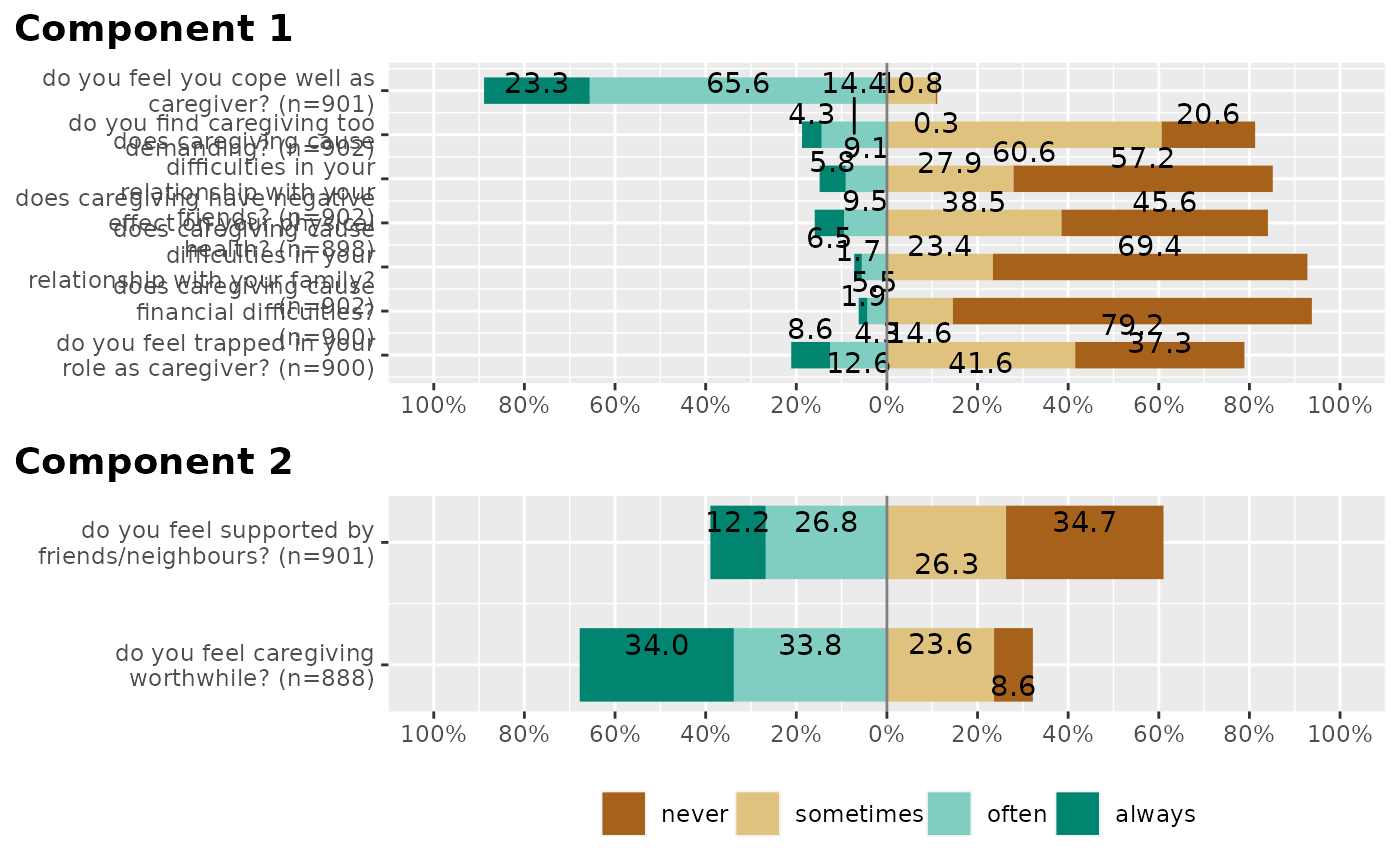 Component 1
do you feel you cope well as
caregiver? (n=901)
23.3
65.6
14.4
10.8
do you find caregiving too
demanding? (n=902)
4.3
0.3
20.6
does caregiving cause
difficulties in your
relationship with your
friends? (n=902)
9.1
60.6
5.8
27.9
57.2
does caregiving have negative
effect on your physical
health? (n=898)
9.5
38.5
45.6
6.5
does caregiving cause
difficulties in your
relationship with your family?
(n=902)
1.7
23.4
69.4
5.5
does caregiving cause
financial difficulties?
(n=900)
1.9
4.3
14.6
79.2
do you feel trapped in your
role as caregiver? (n=900)
8.6
12.6
41.6
37.3
100%
80%
60%
40%
20%
0%
20%
40%
60%
80%
100%
Component 2
do you feel supported by
friends/neighbours? (n=901)
12.2
26.8
26.3
34.7
do you feel caregiving
worthwhile? (n=888)
34.0
33.8
23.6
8.6
100%
80%
60%
40%
20%
0%
20%
40%
60%
80%
100%
never
sometimes
often
always